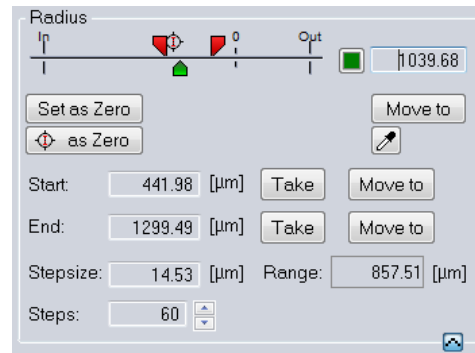 Radius
In 0 Out
1039.68
Set as Zero Move to
as Zero
Start: 441.98 [µm] Take Move to
End: 1299.49 [µm] Take Move to
Stepsize: 14.53 [µm] Range: 857.51 [µm]
Steps: 60